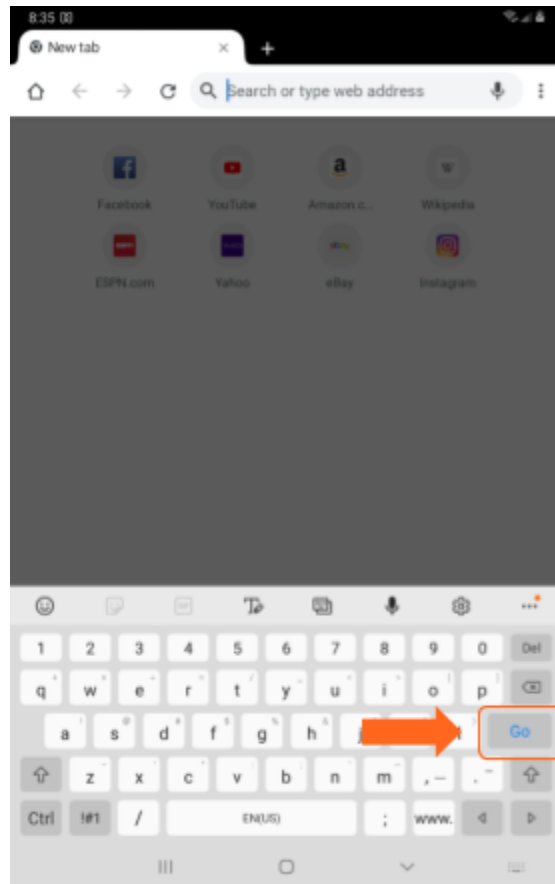 8:35
New tab
Search or type web address
Facebook YouTube Amazon.c... Wikipedia
ESPN.com Yahoo eBay Instagram
1 2 3 4 5 6 7 8 9 0 Del
q w e r t y u i o p
a s d f g h j Go
z x c v b n m , .
Ctrl !#1 / EN(US) ; www.